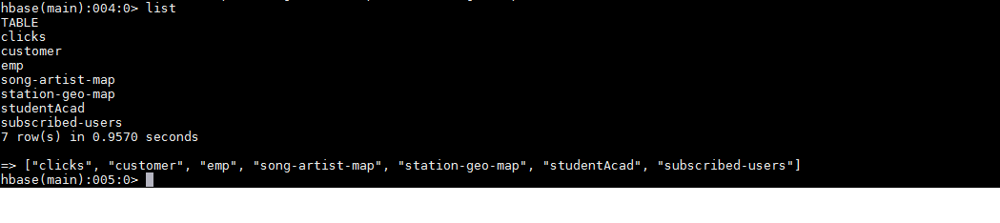 hbase(main):004:0> list
TABLE
clicks
customer
emp
song-artist-map
station-geo-map
studentAcad
subscribed-users
7 row(s) in 0.9570 seconds
=> ["clicks", "customer", "emp", "song-artist-map", "station-geo-map", "studentAcad", "subscribed-users"]
hbase(main):005:0>